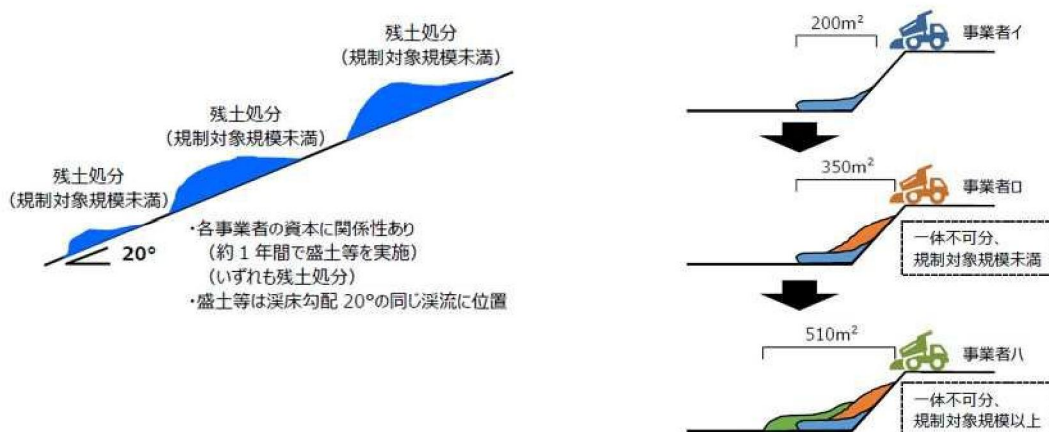 残土処分
（規制対象規模未満）
残土処分
（規制対象規模未満）
残土処分
（規制対象規模未満）
20°
・各事業者の資本に関係性あり
（約１年間で盛土等を実施）
（いずれも残土処分）
・盛土等は渓床勾配 20°の同じ渓流に位置
200m²
事業者イ
350m²
事業者ロ
一体不可分、
規制対象規模未満
510m²
事業者ハ
一体不可分、
規制対象規模以上